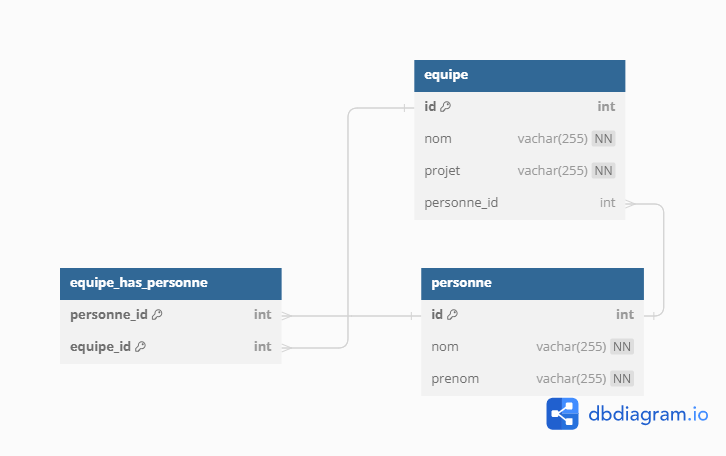 equipe
id int
nom vachar(255) NN
projet vachar(255) NN
personne_id int
equipe_has_personne
personne_id int
equipe_id int
personne
id int
nom vachar(255) NN
prenom vachar(255) NN
dbdiagram.io